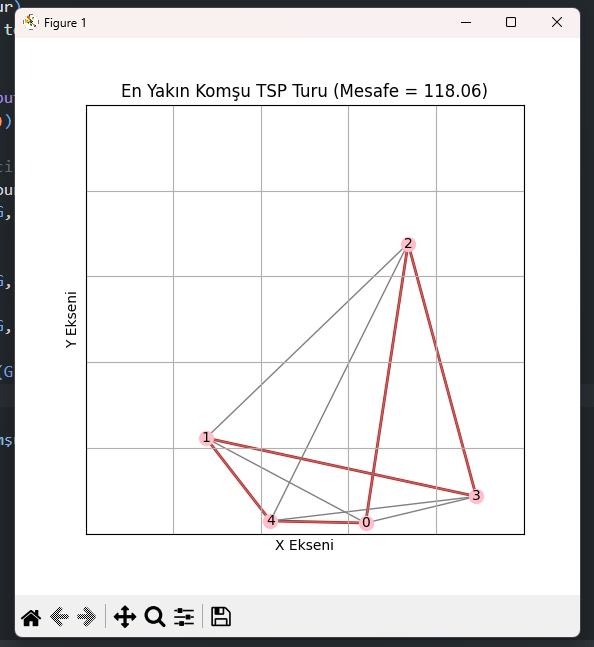 Figure 1
En Yakın Komşu TSP Turu (Mesafe = 118.06)
2
Y Ekseni
1
3
4
0
X Ekseni